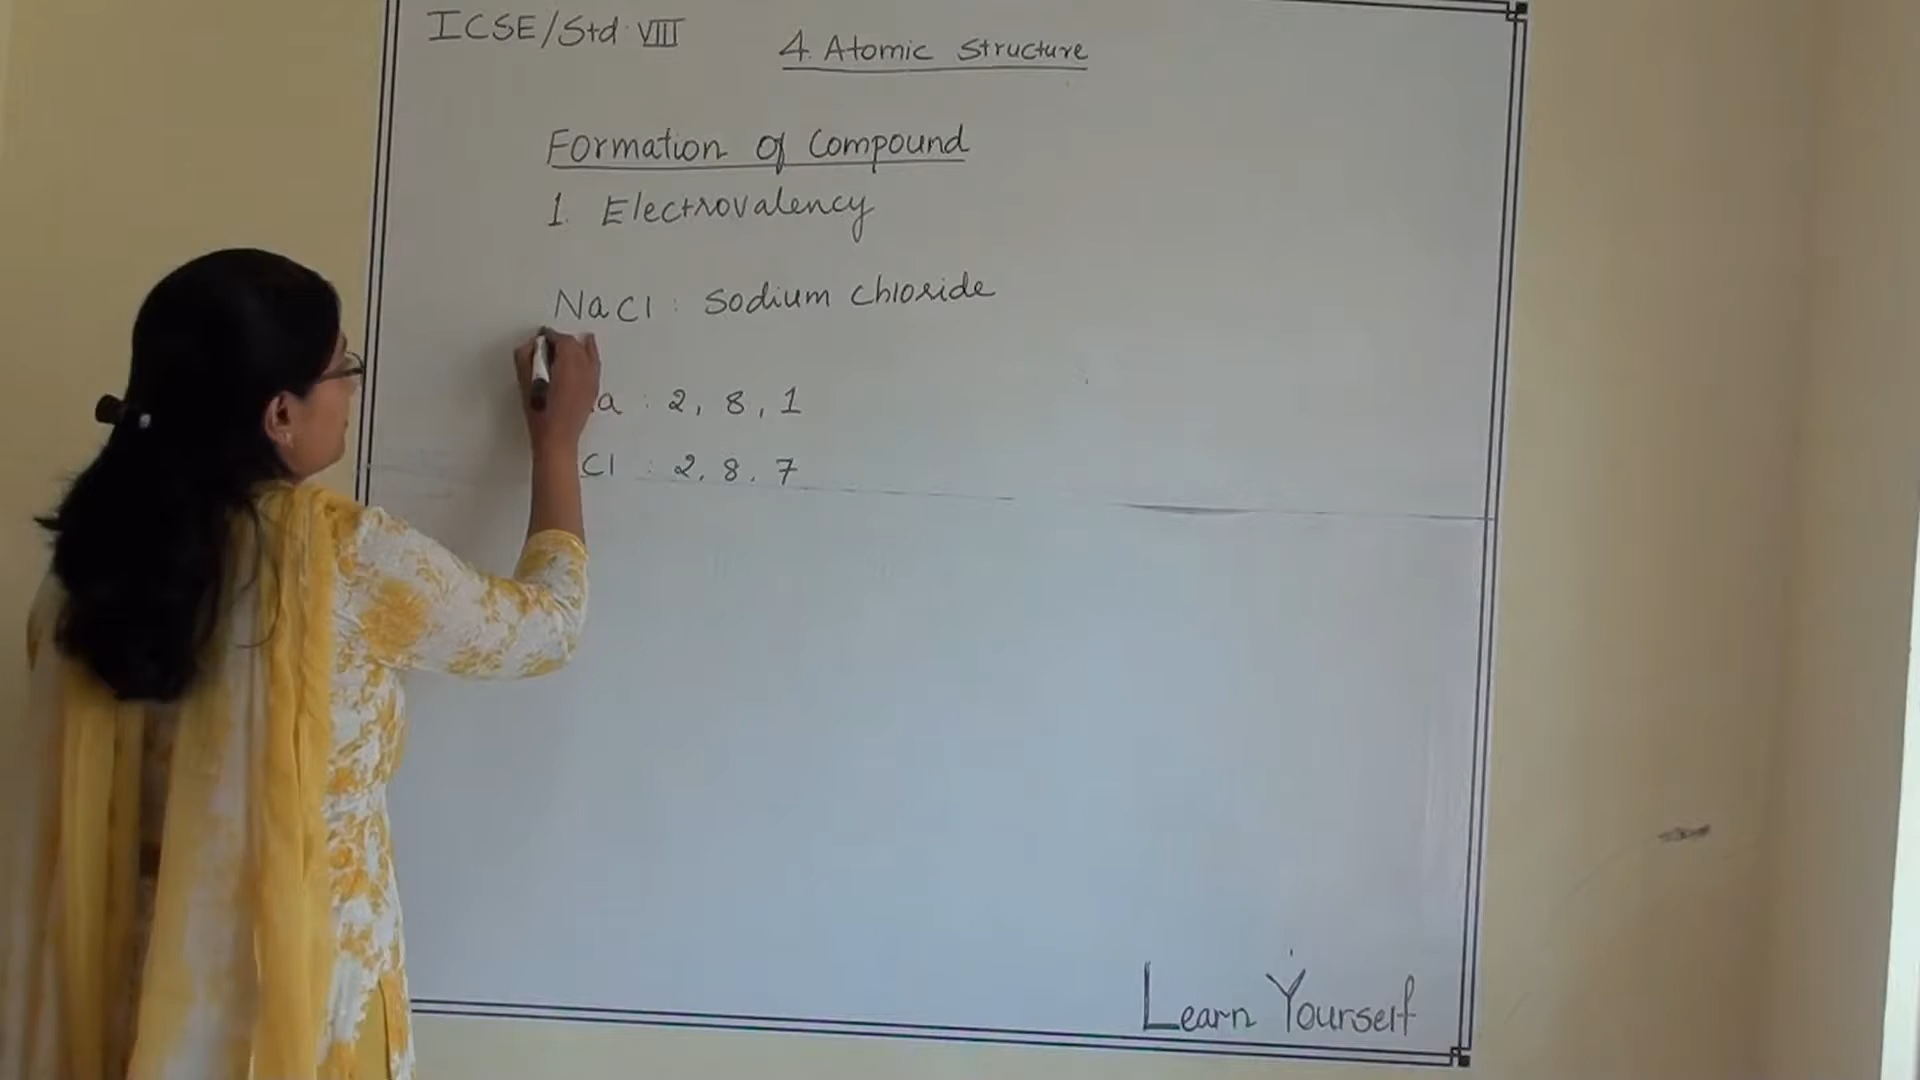 ICSE/Std. VIII
4. Atomic Structure
Formation of Compound
1. Electrovalency
NaCl : Sodium chloride
a : 2, 8, 1
Cl : 2, 8, 7
Learn Yourself